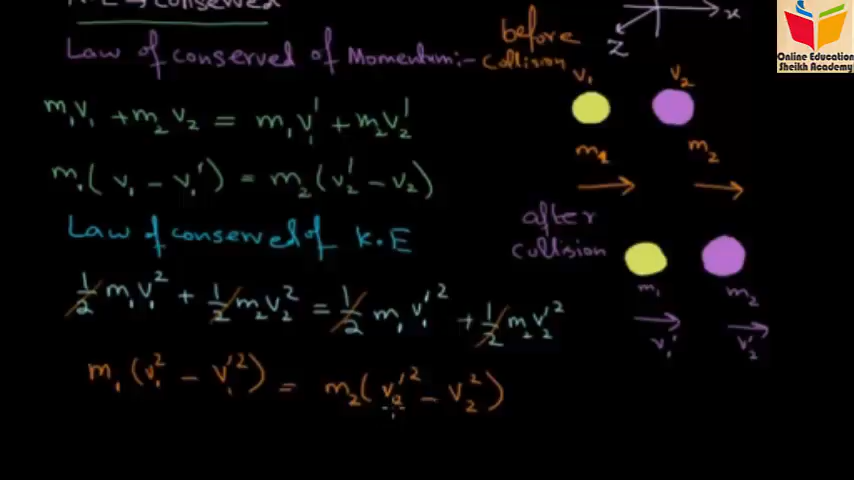 K.E → Conserved
Law of conserved of Momentum:-
m₁v₁ + m₂v₂ = m₁v₁' + m₂v₂'
m₁(v₁ - v₁') = m₂(v₂' - v₂)
Law of conserved of K.E
½m₁v₁² + ½m₂v₂² = ½m₁v₁'² + ½m₂v₂'²
m₁(v₁² - v₁'²) = m₂(v₂'² - v₂²)
x
Z
before
Collision
v₁ v₂
m₁ m₂
after
Collision
m₁ m₂
v₁' v₂'
Online Education
Sheikh Academy